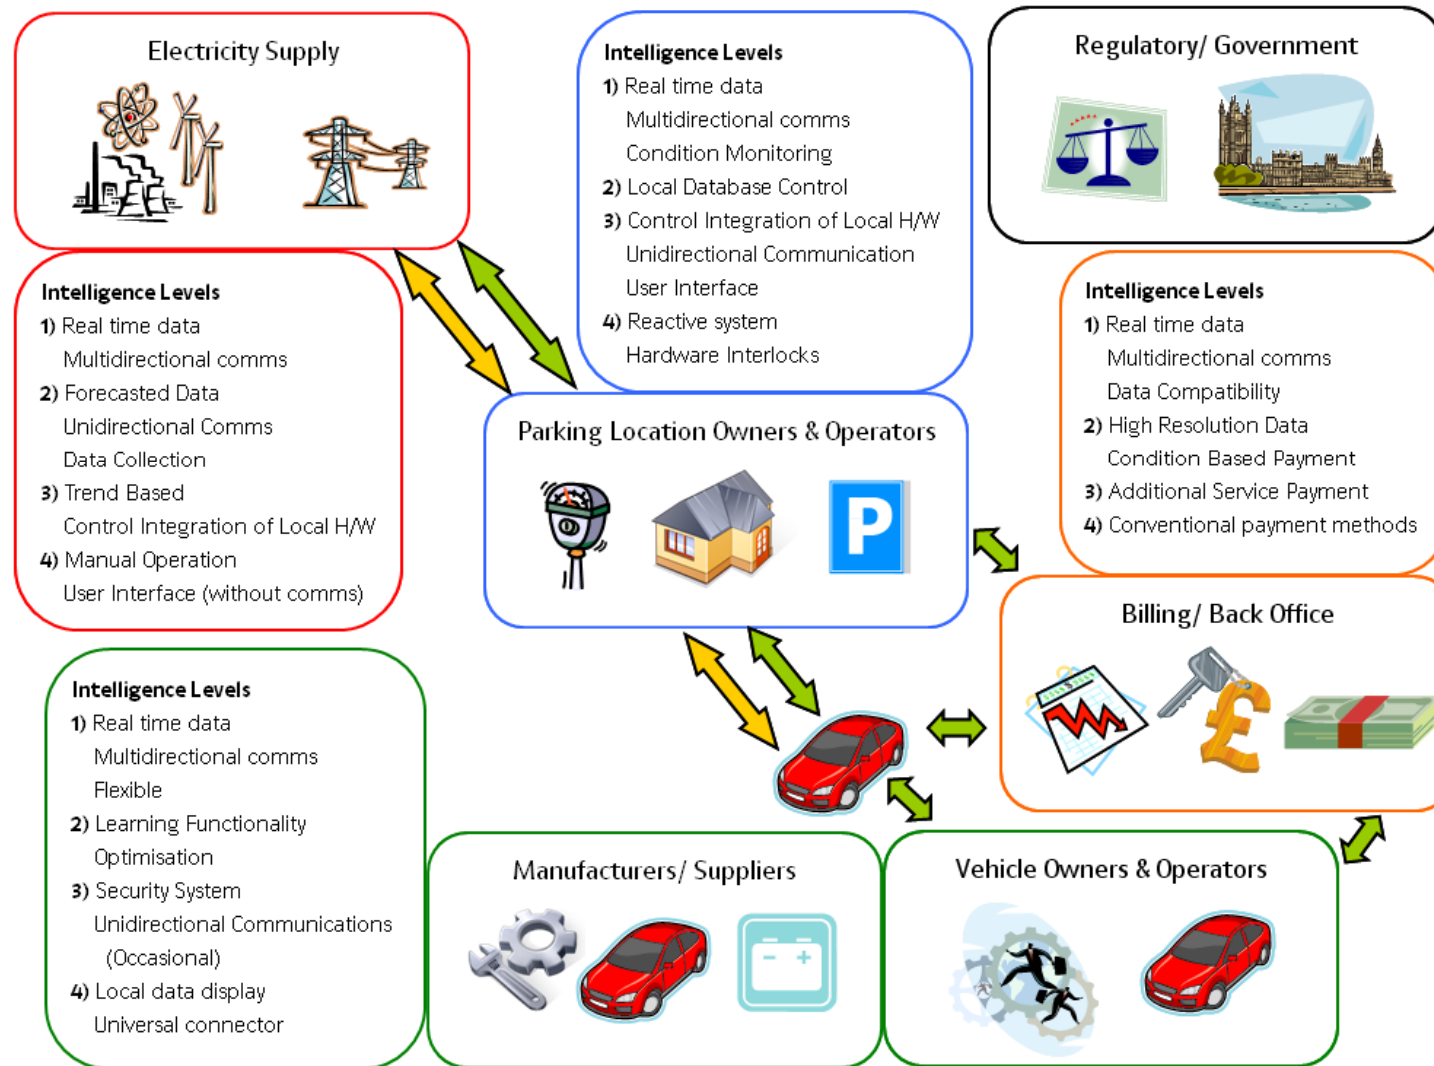 Electricity Supply
Intelligence Levels
1) Real time data
Multidirectional comms
2) Forecasted Data
Unidirectional Comms
Data Collection
3) Trend Based
Control Integration of Local H/W
4) Manual Operation
User Interface (without comms)
Intelligence Levels
1) Real time data
Multidirectional comms
Condition Monitoring
2) Local Database Control
3) Control Integration of Local H/W
Unidirectional Communication
User Interface
4) Reactive system
Hardware Interlocks
Parking Location Owners & Operators
P
Regulatory/ Government
Intelligence Levels
1) Real time data
Multidirectional comms
Data Compatibility
2) High Resolution Data
Condition Based Payment
3) Additional Service Payment
4) Conventional payment methods
Billing/ Back Office
£
Intelligence Levels
1) Real time data
Multidirectional comms
Flexible
2) Learning Functionality
Optimisation
3) Security System
Unidirectional Communications
(Occasional)
4) Local data display
Universal connector
Manufacturers/ Suppliers
- +
Vehicle Owners & Operators